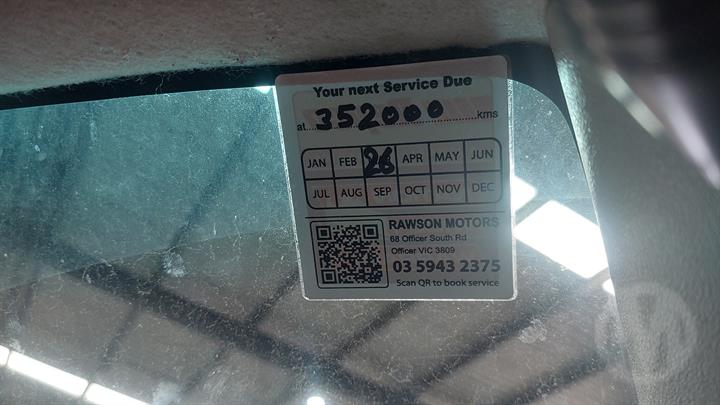 Your next Service Due
at...352000...kms
JAN FEB 26 APR MAY JUN
JUL AUG SEP OCT NOV DEC
RAWSON MOTORS
68 Officer South Rd
Officer VIC 3809
03 5943 2375
Scan QR to book service